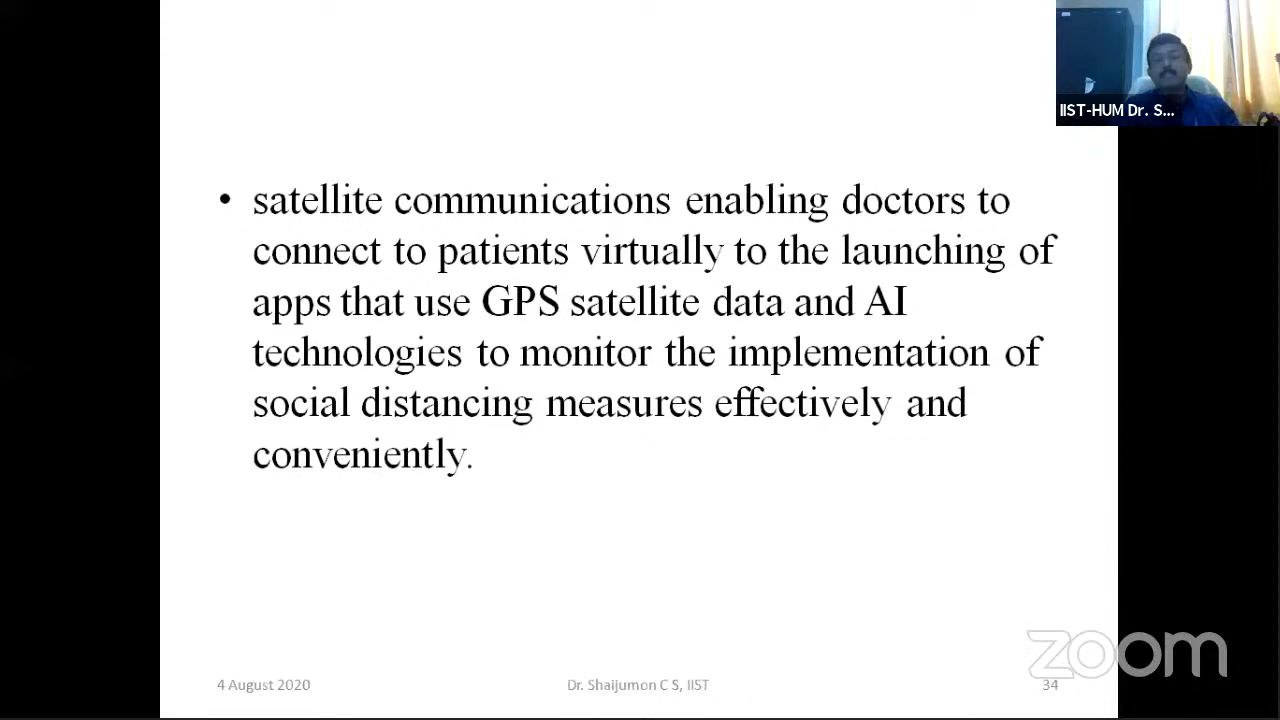 IIST-HUM Dr. S...
• satellite communications enabling doctors to
connect to patients virtually to the launching of
apps that use GPS satellite data and AI
technologies to monitor the implementation of
social distancing measures effectively and
conveniently.
zoom
4 August 2020
Dr. Shaijumon C S, IIST
34